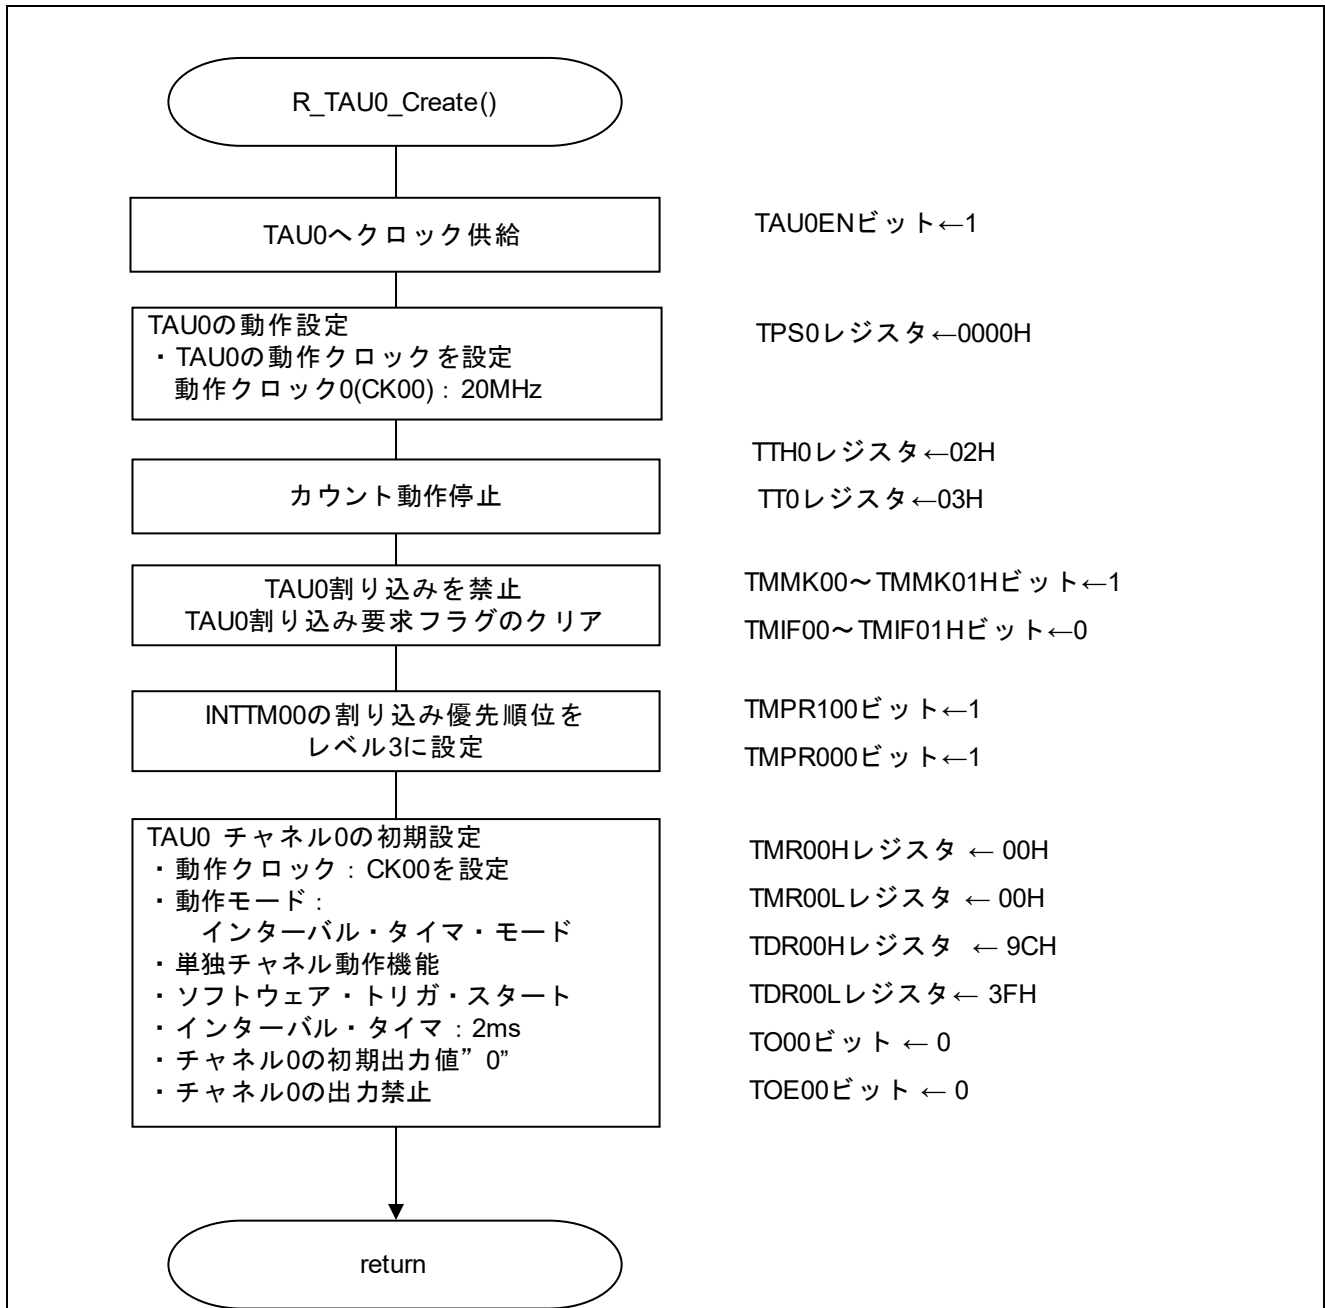 R_TAU0_Create()
TAU0へクロック供給
TAU0ENビット←1
TAU0の動作設定
・TAU0の動作クロックを設定
動作クロック0(CK00)：20MHz
TPS0レジスタ←0000H
カウント動作停止
TTH0レジスタ←02H
TT0レジスタ←03H
TAU0割り込みを禁止
TAU0割り込み要求フラグのクリア
TMMK00～TMMK01Hビット←1
TMIF00～TMIF01Hビット←0
INTTM00の割り込み優先順位を
レベル3に設定
TMPR100ビット←1
TMPR000ビット←1
TAU0 チャネル0の初期設定
・動作クロック：CK00を設定
・動作モード：
インターバル・タイマ・モード
・単独チャネル動作機能
・ソフトウェア・トリガ・スタート
・インターバル・タイマ：2ms
・チャネル0の初期出力値”0”
・チャネル0の出力禁止
TMR00Hレジスタ ← 00H
TMR00Lレジスタ ← 00H
TDR00Hレジスタ ← 9CH
TDR00Lレジスタ← 3FH
TO00ビット ← 0
TOE00ビット ← 0
return